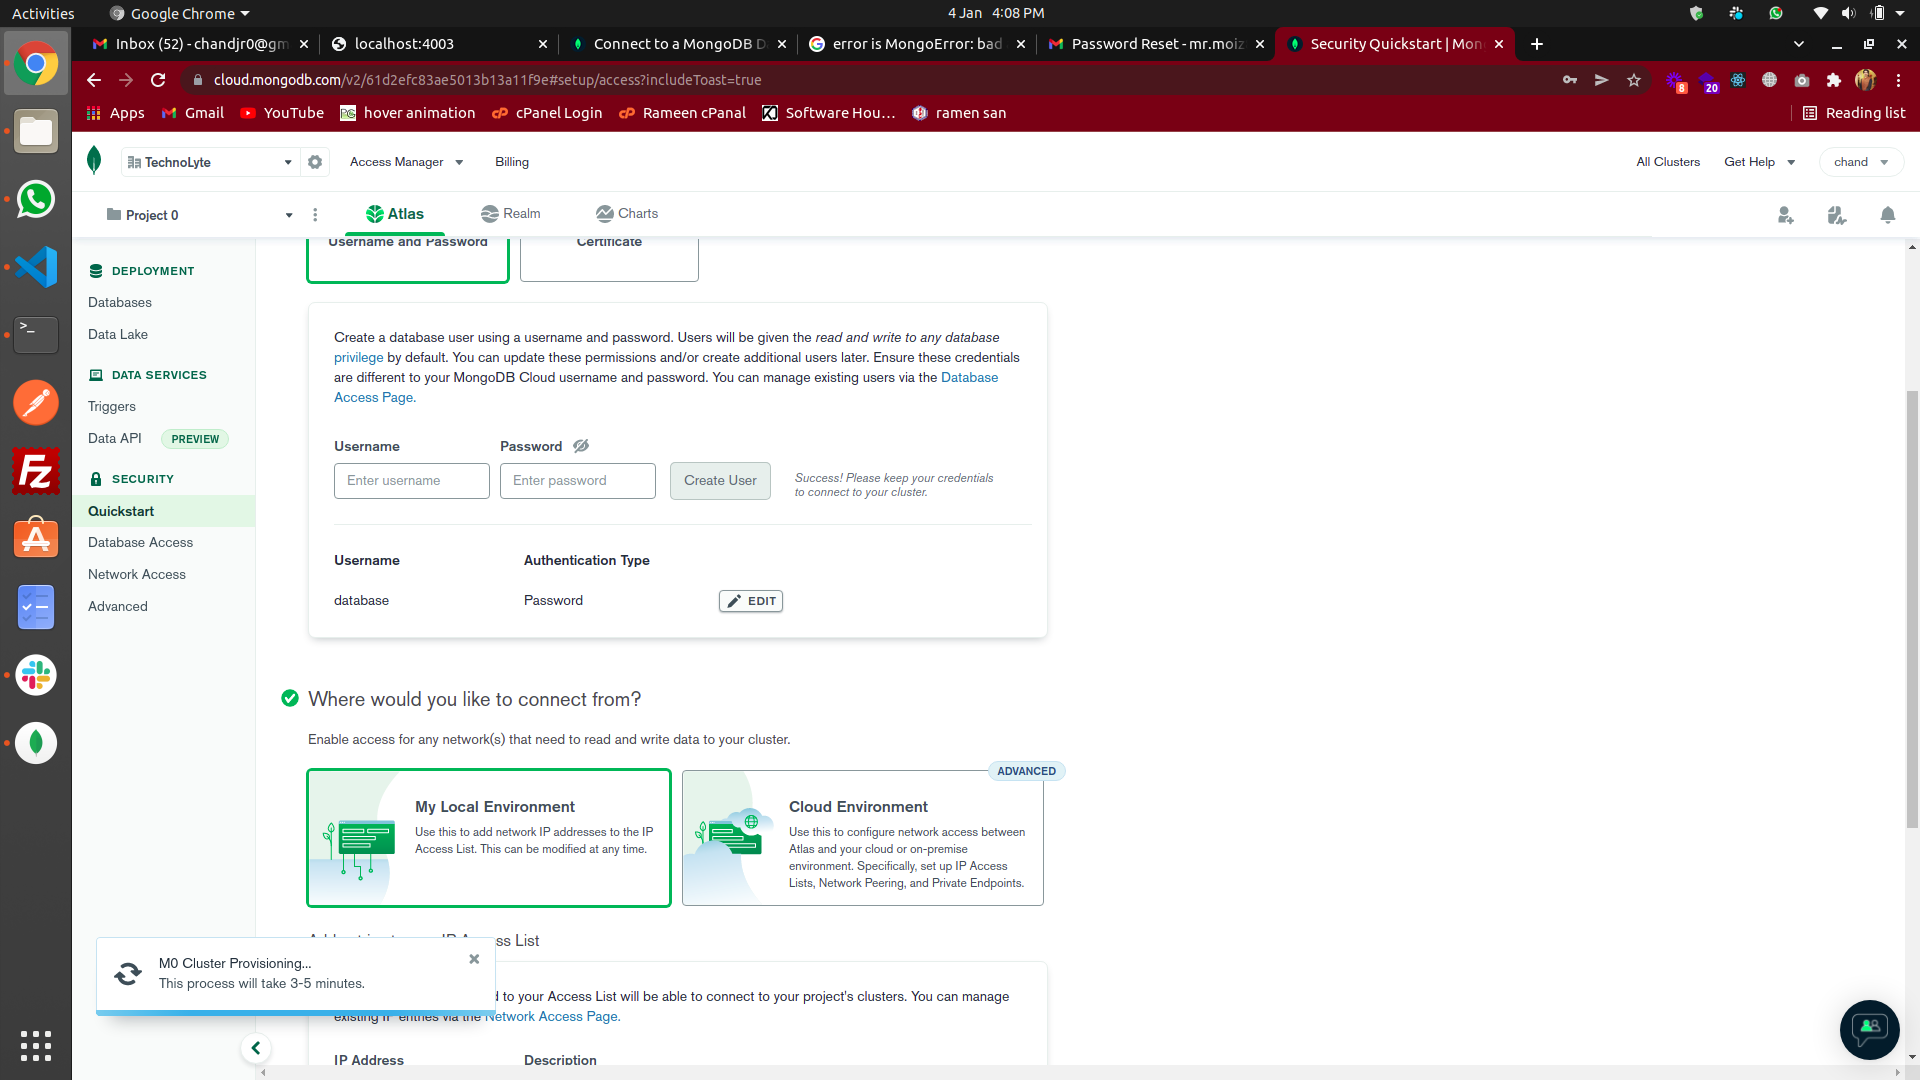 Activities
Google Chrome
4 Jan 4:08 PM
Inbox (52) - chandjr0@gm
localhost:4003
Connect to a MongoDB D
error is MongoError: bad
Password Reset - mr.moiz
Security Quickstart | Mon
cloud.mongodb.com/v2/61d2efc83ae5013b13a11f9e#setup/access?includeToast=true
8
20
Apps
Gmail
YouTube
hover animation
cPanel Login
Rameen cPanal
Software Hou…
ramen san
Reading list
TechnoLyte
Access Manager
Billing
All Clusters
Get Help
chand
Project 0
Atlas
Realm
Charts
DEPLOYMENT
Databases
Data Lake
DATA SERVICES
Triggers
Data API PREVIEW
SECURITY
Quickstart
Database Access
Network Access
Advanced
Username and Password
Certificate
Create a database user using a username and password. Users will be given the read and write to any database
privilege by default. You can update these permissions and/or create additional users later. Ensure these credentials
are different to your MongoDB Cloud username and password. You can manage existing users via the Database
Access Page.
Username
Password
Enter username
Enter password
Create User
Success! Please keep your credentials
to connect to your cluster.
Username
Authentication Type
database
Password
EDIT
Where would you like to connect from?
Enable access for any network(s) that need to read and write data to your cluster.
My Local Environment
Use this to add network IP addresses to the IP
Access List. This can be modified at any time.
ADVANCED
Cloud Environment
Use this to configure network access between
Atlas and your cloud or on-premise
environment. Specifically, set up IP Access
Lists, Network Peering, and Private Endpoints.
ss List
M0 Cluster Provisioning...
This process will take 3-5 minutes.
d to your Access List will be able to connect to your project's clusters. You can manage
existing IP entries via the Network Access Page.
IP Address
Description